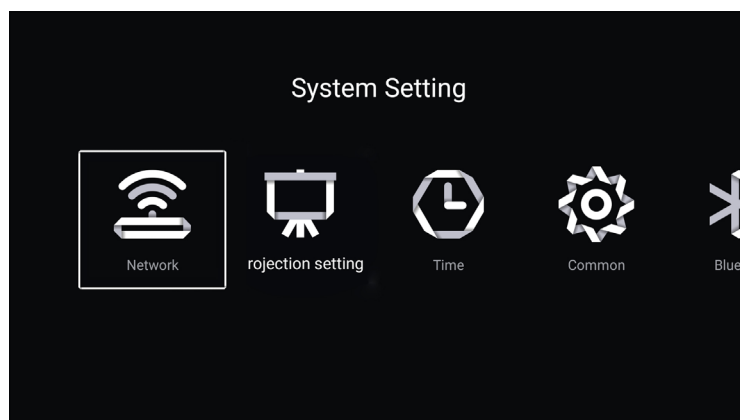 System Setting
Network
rojection setting
Time
Common
Blue